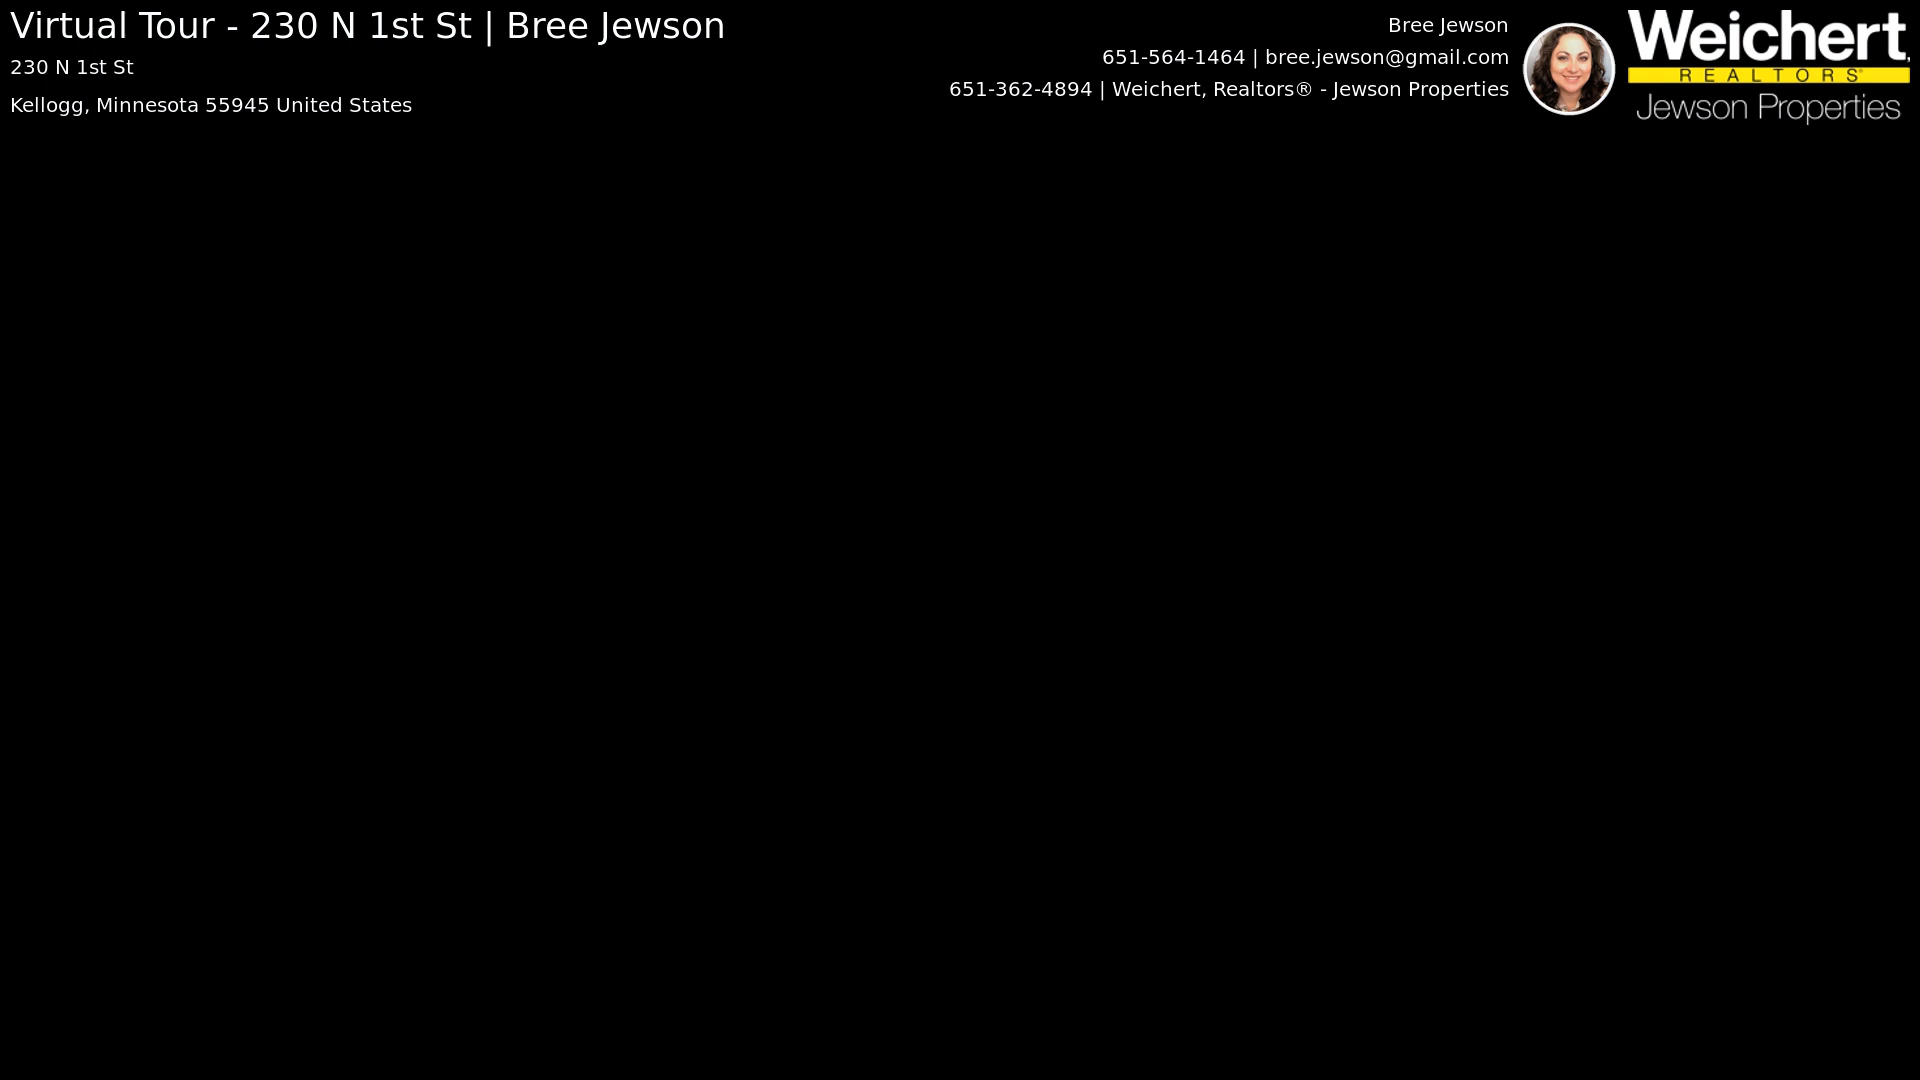 Virtual Tour - 230 N 1st St | Bree Jewson
230 N 1st St
Kellogg, Minnesota 55945 United States
Bree Jewson
651-564-1464 | bree.jewson@gmail.com
651-362-4894 | Weichert, Realtors® - Jewson Properties
Weichert,
REALTORS®
Jewson Properties